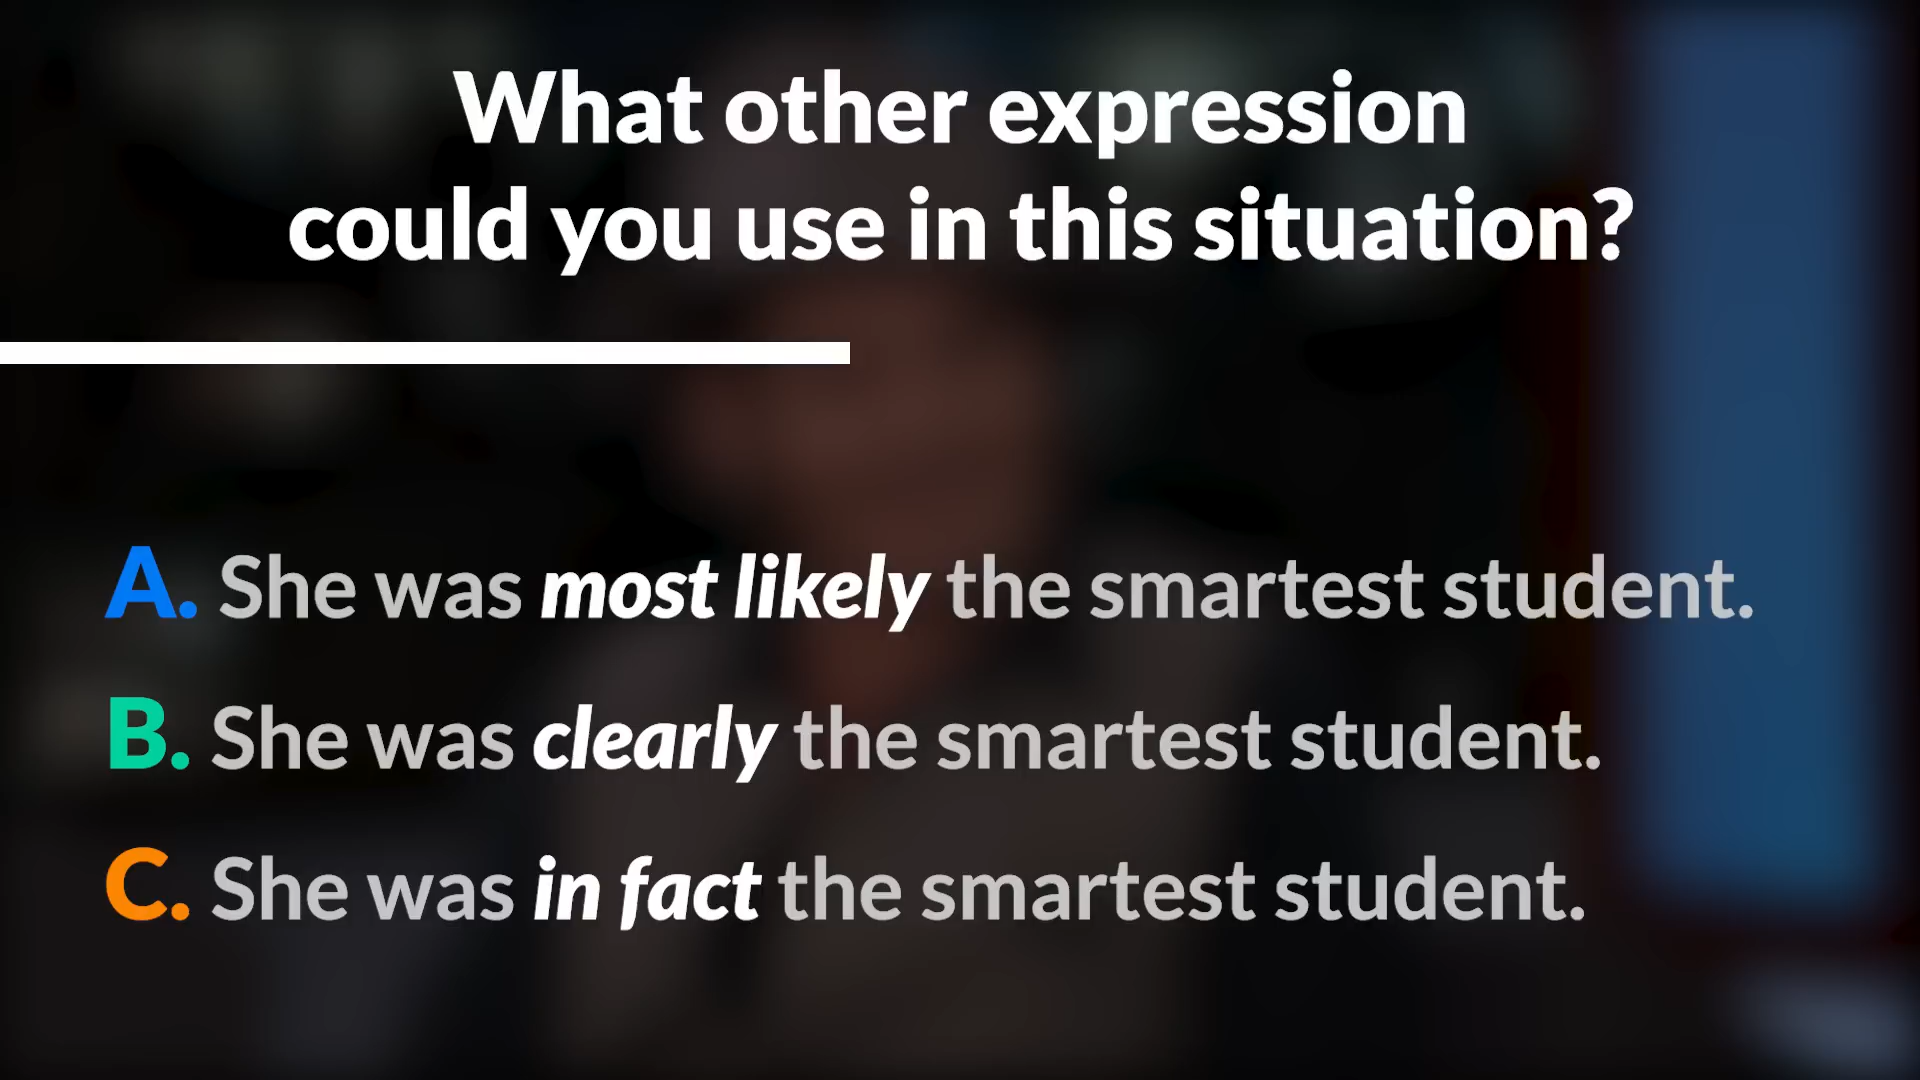 What other expression
could you use in this situation?
A. She was most likely the smartest student.
B. She was clearly the smartest student.
C. She was in fact the smartest student.